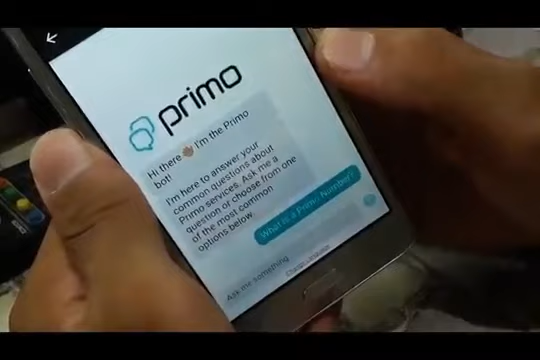 primo
Hi there 👋 I'm the Primo
bot!
I'm here to answer your
common questions about
Primo services. Ask me a
question or choose from one
of the most common
options below.
What is a Primo Number?
Ask me something